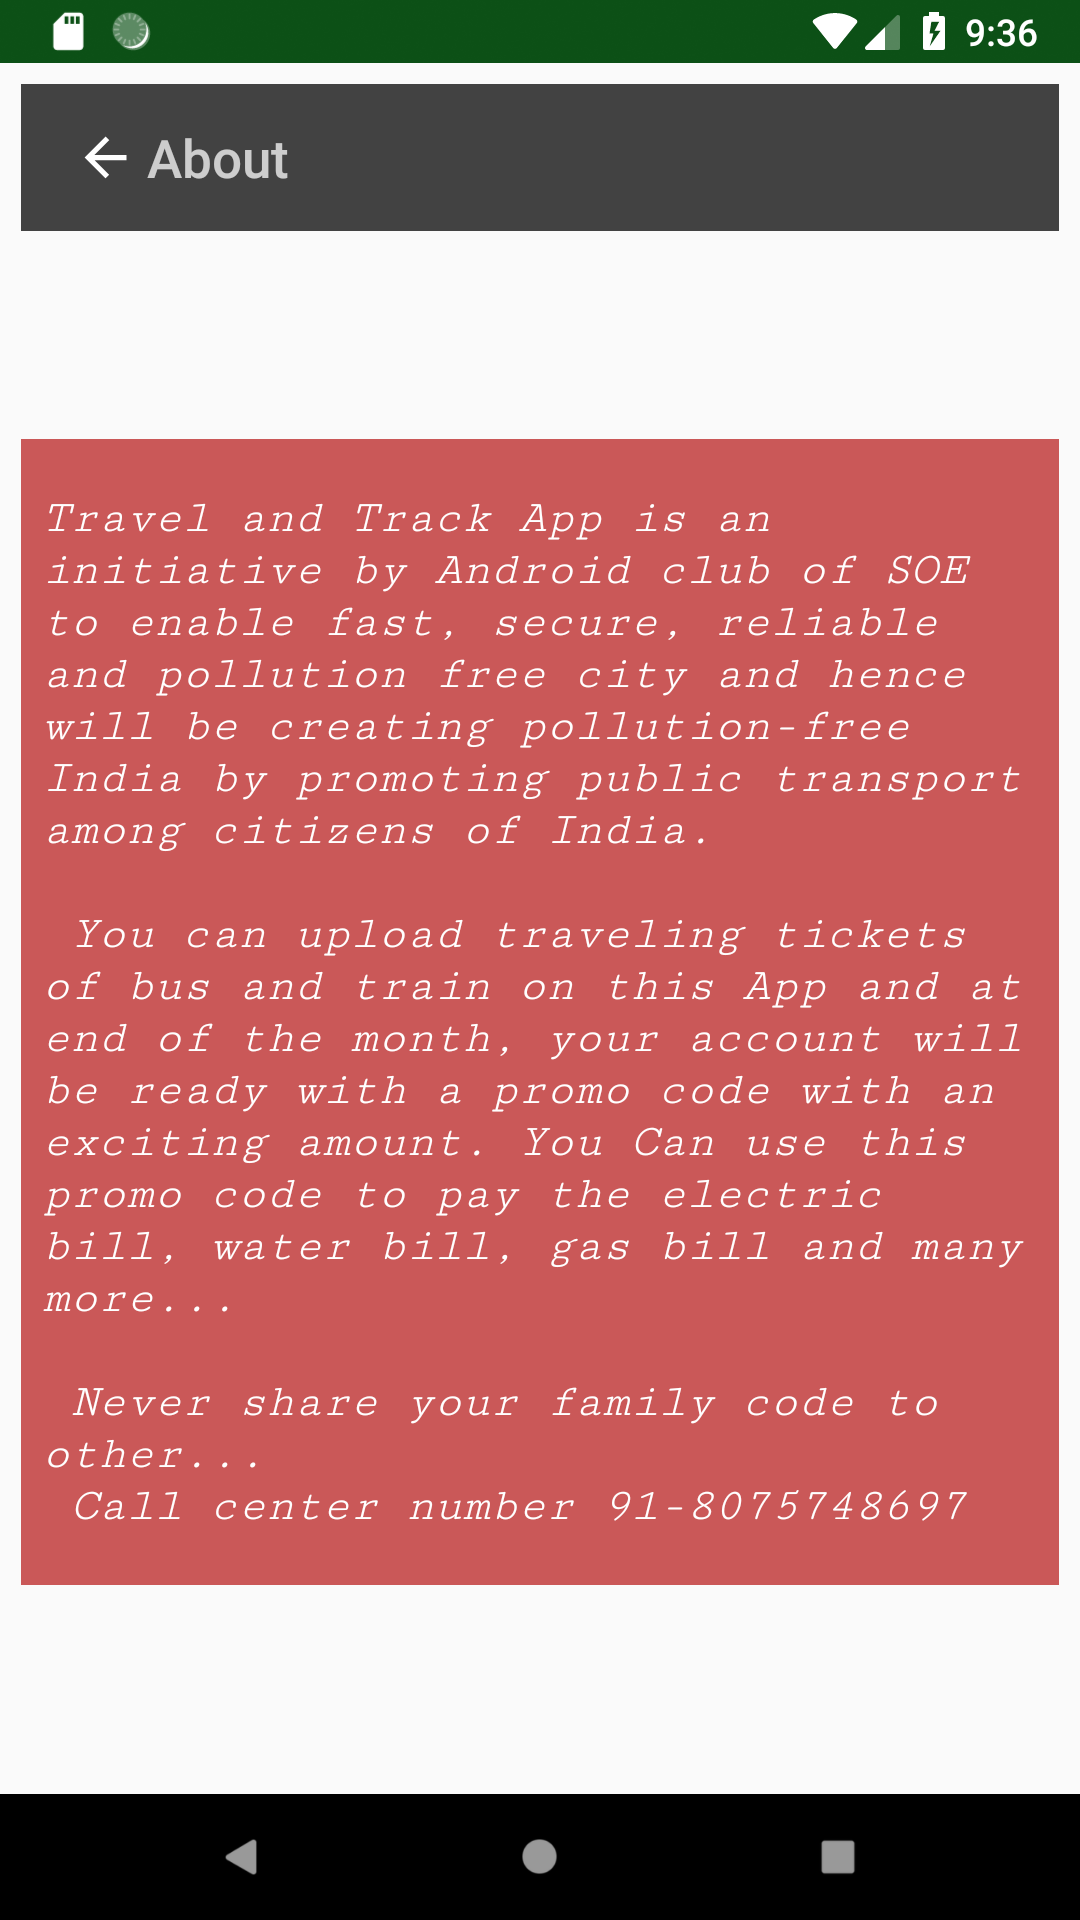 9:36
About
Travel and Track App is an
initiative by Android club of SOE
to enable fast, secure, reliable
and pollution free city and hence
will be creating pollution-free
India by promoting public transport
among citizens of India.
You can upload traveling tickets
of bus and train on this App and at
end of the month, your account will
be ready with a promo code with an
exciting amount. You Can use this
promo code to pay the electric
bill, water bill, gas bill and many
more...
Never share your family code to
other...
Call center number 91-8075748697